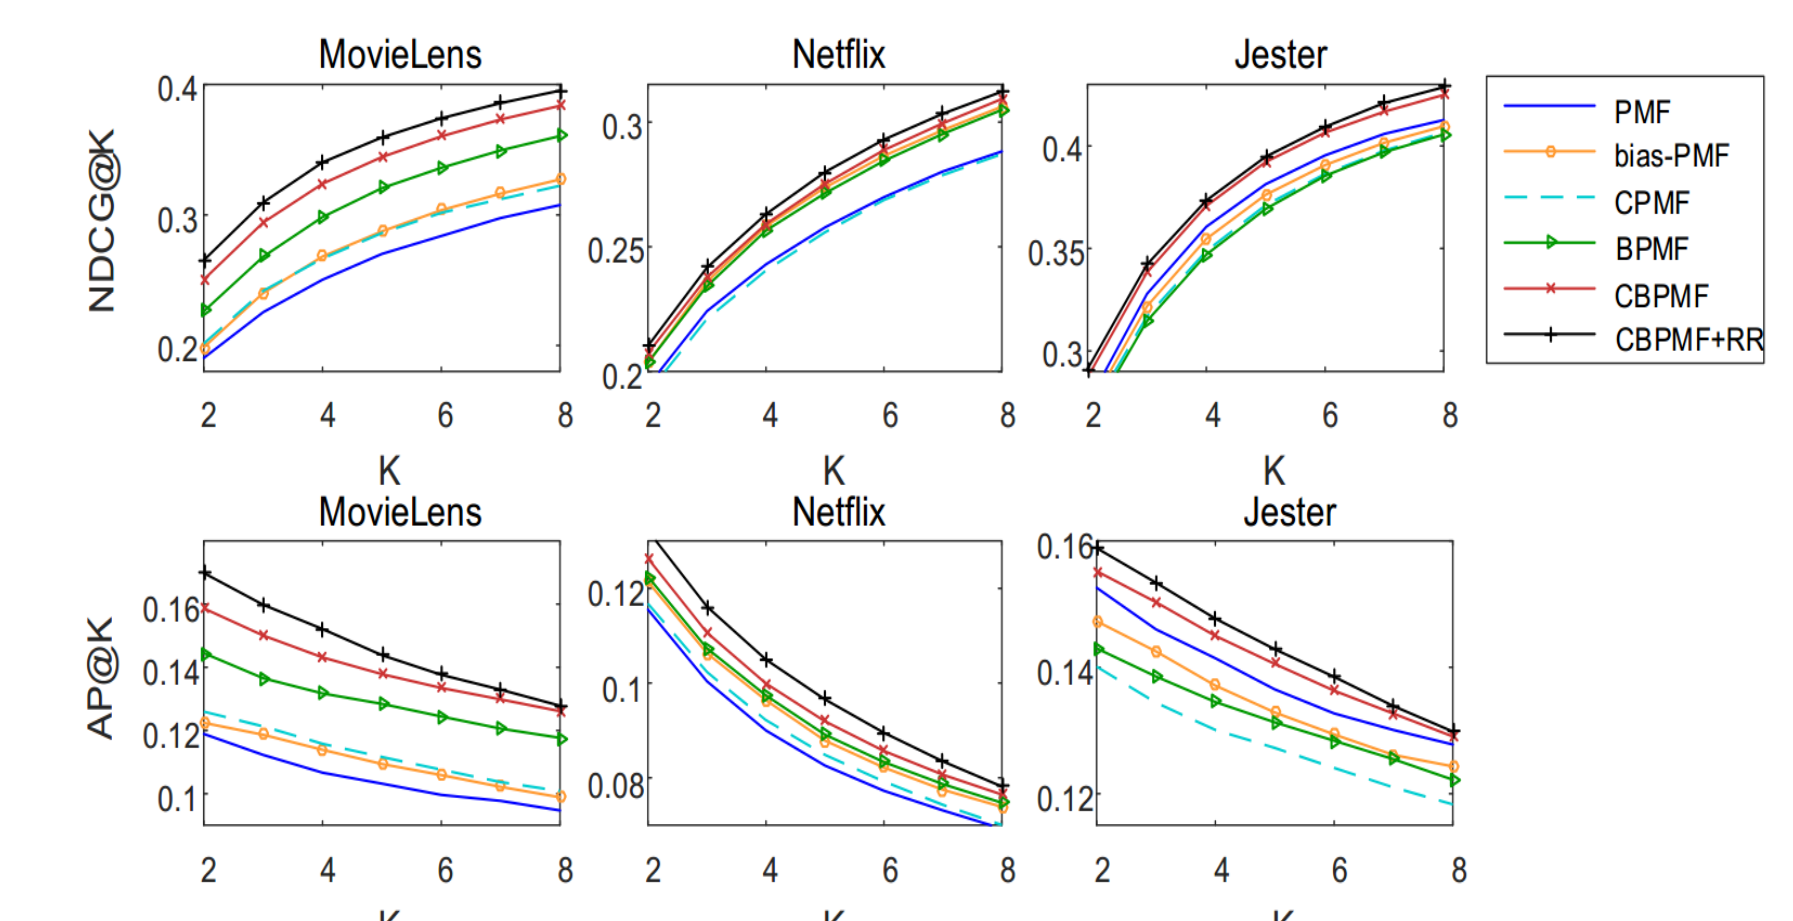 MovieLens
Netflix
Jester
NDCG@K
0.4
0.3
0.2
2 4 6 8
K
0.3
0.25
0.2
2 4 6 8
K
0.4
0.35
0.3
2 4 6 8
K
PMF
bias-PMF
CPMF
BPMF
CBPMF
CBPMF+RR
MovieLens
Netflix
Jester
AP@K
0.16
0.14
0.12
0.1
2 4 6 8
K
0.12
0.1
0.08
2 4 6 8
K
0.16
0.14
0.12
2 4 6 8
K